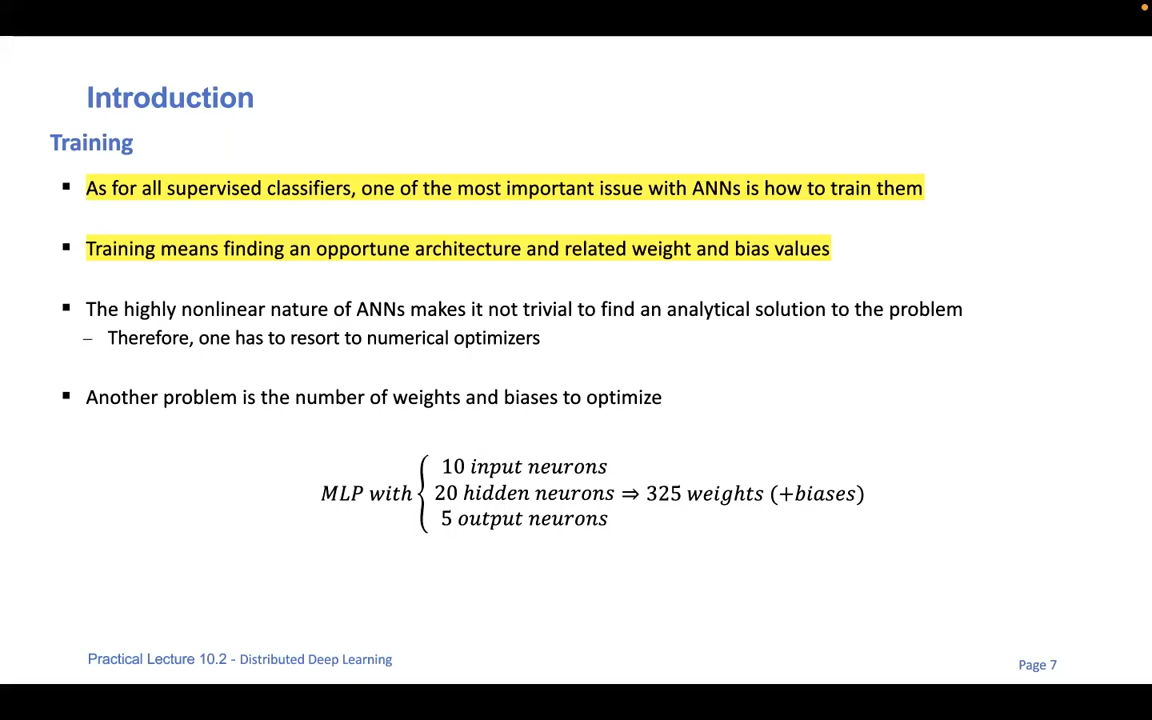 Introduction
Training
▪ As for all supervised classifiers, one of the most important issue with ANNs is how to train them
▪ Training means finding an opportune architecture and related weight and bias values
▪ The highly nonlinear nature of ANNs makes it not trivial to find an analytical solution to the problem
– Therefore, one has to resort to numerical optimizers
▪ Another problem is the number of weights and biases to optimize
10 input neurons
MLP with { 20 hidden neurons ⇒ 325 weights (+biases)
5 output neurons
Practical Lecture 10.2 - Distributed Deep Learning
Page 7